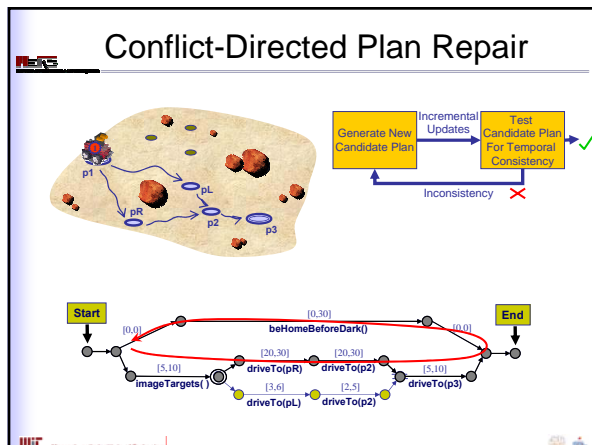 Conflict-Directed Plan Repair
MERS
p1
pL
pR
p2
p3
Generate New
Candidate Plan
Incremental
Updates
Test
Candidate Plan
For Temporal
Consistency
Inconsistency
Start
End
[0,0]
[0,30]
beHomeBeforeDark()
[0,0]
[5,10]
imageTargets( )
[20,30]
driveTo(pR)
[20,30]
driveTo(p2)
[5,10]
driveTo(p3)
[3,6]
driveTo(pL)
[2,5]
driveTo(p2)
MIT